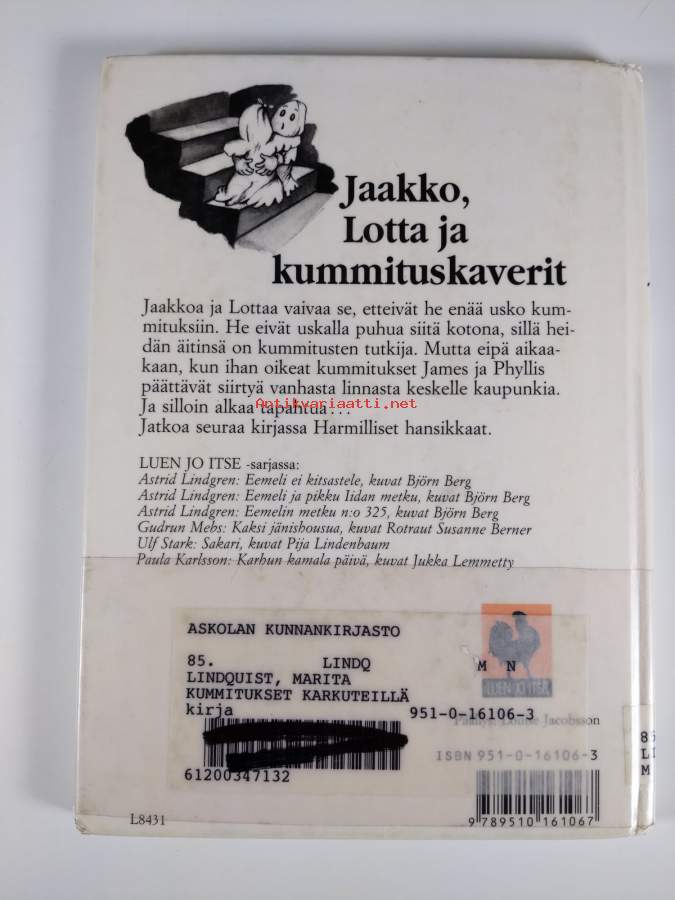 Jaakko,
Lotta ja
kummituskaverit
Jaakkoa ja Lottaa vaivaa se, etteivät he enää usko kum-
mituksiin. He eivät uskalla puhua siitä kotona, sillä hei-
dän äitinsä on kummitusten tutkija. Mutta eipä aikaa-
kaan, kun ihan oikeat kummitukset James ja Phyllis
päättävät siirtyä vanhasta linnasta keskelle kaupunkia.
Antikvariaatti.net
Ja silloin alkaa tapahtua...
Jatkoa seuraa kirjassa Harmilliset hansikkaat.
LUEN JO ITSE -sarjassa:
Astrid Lindgren: Eemeli ei kitsastele, kuvat Björn Berg
Astrid Lindgren: Eemeli ja pikku Iidan metku, kuvat Björn Berg
Astrid Lindgren: Eemelin metku n:o 325, kuvat Björn Berg
Gudrun Mebs: Kaksi jänishousua, kuvat Rotraut Susanne Berner
Ulf Stark: Sakari, kuvat Pija Lindenbaum
Paula Karlsson: Karhun kamala päivä, kuvat Jukka Lemmetty
ASKOLAN KUNNANKIRJASTO
85. LINDQ M N
LINDQUIST, MARITA
KUMMITUKSET KARKUTEILLÄ
kirja 951-0-16106-3
LUEN JO ITSE
Jacobsson
ISBN 951-0-16106-3
61200347132
L8431
9 789510 161067
85
LI
M